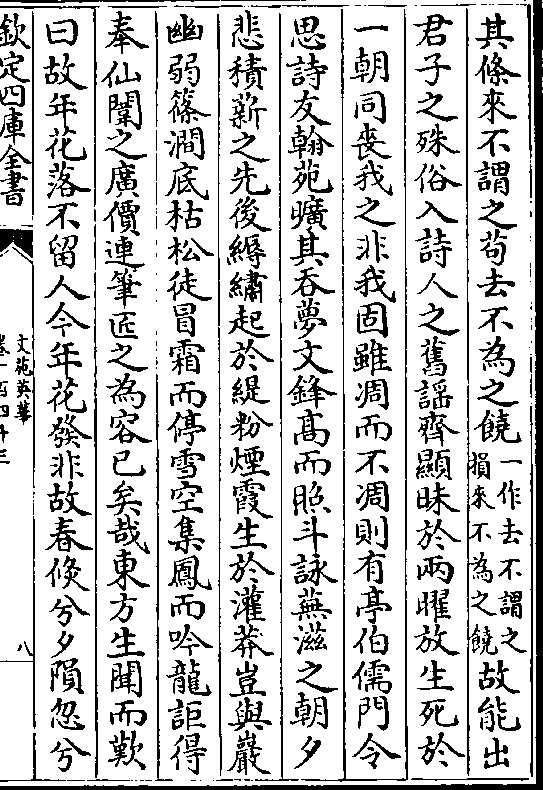 其條來不謂之茍去不為之饒一作去不謂之損來不為之饒故能出
君子之殊俗入詩人之舊謡齊顯昧於兩曜放生死於
一朝同喪我之非我固雖凋而不凋則有亭伯儒門令
思詩友翰苑曠其吞夢文鋒髙而照斗詠蕪滋之朝夕
悲積薪之先後縟繡起於緹粉煙霞生於灌莽豈與巖
幽弱篠澗底枯松徒冒霜而停雪空集鳳而吟龍詎得
奉仙闈之廣價連筆匠之為容已矣哉東方生聞而歎
曰故年花落不留人今年花發非故春倐兮夕隕忽兮
欽定四庫全書
文苑英華
卷一百四十三
八